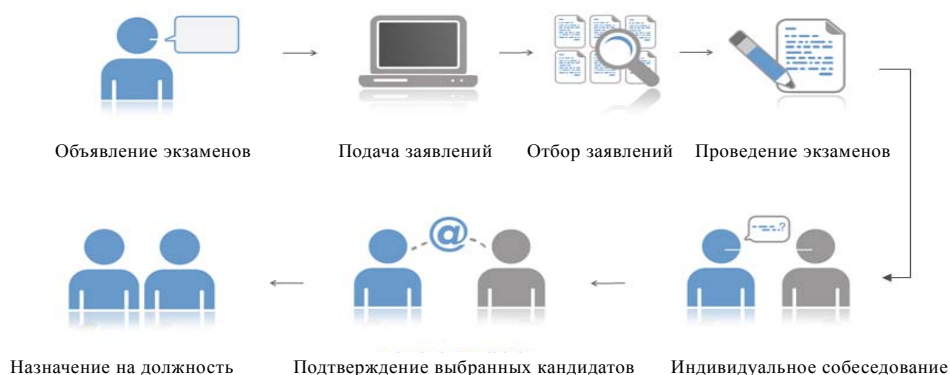 Объявление экзаменов
Подача заявлений
Отбор заявлений
Проведение экзаменов
?
@
Индивидуальное собеседование
Подтверждение выбранных кандидатов
Назначение на должность